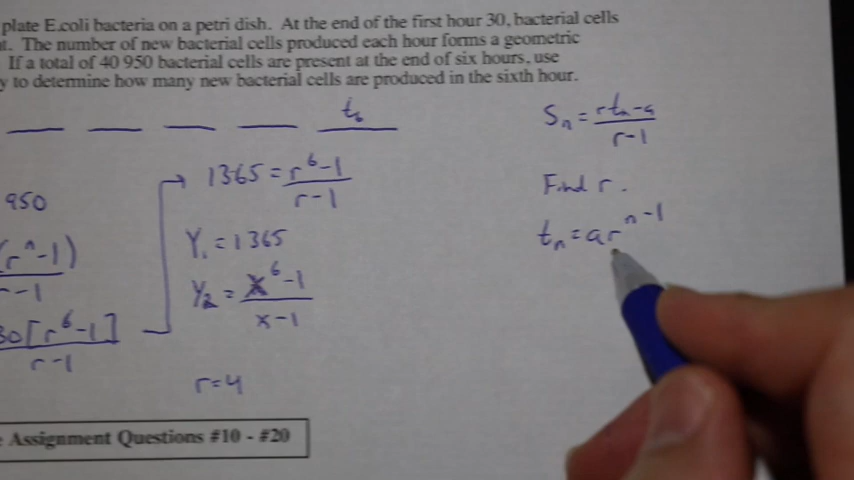 plate E.coli bacteria on a petri dish. At the end of the first hour 30, bacterial cells
t. The number of new bacterial cells produced each hour forms a geometric
If a total of 40 950 bacterial cells are present at the end of six hours, use
y to determine how many new bacterial cells are produced in the sixth hour.
t₆
950
(rⁿ-1)
r-1
30[r⁶-1]
r-1
1365 = r⁶-1
r-1
Y₁ = 1365
Y₂ = x⁶-1
x-1
r=4
Sₙ = rtₙ-a
r-1
Find r.
tₙ = arⁿ⁻¹
Assignment Questions #10 - #20